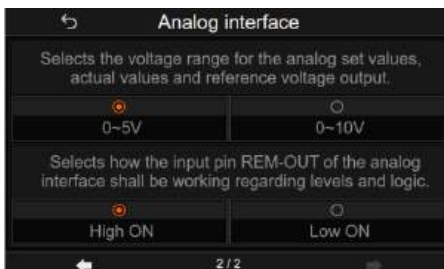 Analog interface
Selects the voltage range for the analog set values,
actual values and reference voltage output.
0~5V 0~10V
Selects how the input pin REM-OUT of the analog
interface shall be working regarding levels and logic.
High ON Low ON
2/2